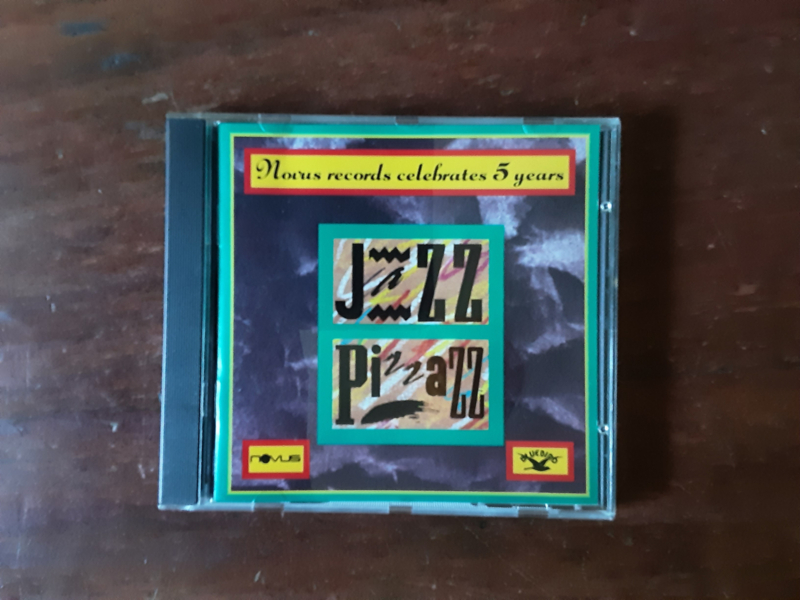 Novus records celebrates 5 years
JaZZ
PizzaZZ
NOVUS
BLUEBIRD